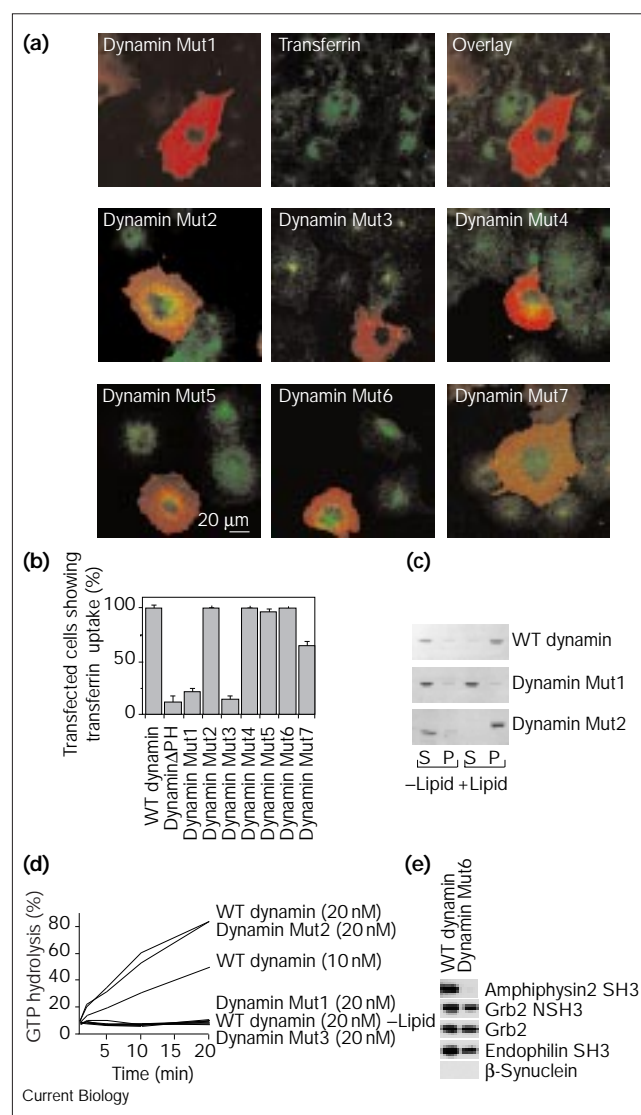 (a)
Dynamin Mut1
Transferrin
Overlay
Dynamin Mut2
Dynamin Mut3
Dynamin Mut4
Dynamin Mut5
Dynamin Mut6
Dynamin Mut7
20 μm
(b)
Transfected cells showing
transferrin uptake (%)
100
50
0
WT dynamin
DynaminΔPH
Dynamin Mut1
Dynamin Mut2
Dynamin Mut3
Dynamin Mut4
Dynamin Mut5
Dynamin Mut6
Dynamin Mut7
(c)
WT dynamin
Dynamin Mut1
Dynamin Mut2
S P S P
–Lipid +Lipid
(d)
GTP hydrolysis (%)
80
60
40
20
0
5 10 15 20
Time (min)
WT dynamin (20 nM)
Dynamin Mut2 (20 nM)
WT dynamin (10 nM)
Dynamin Mut1 (20 nM)
WT dynamin (20 nM) –Lipid
Dynamin Mut3 (20 nM)
(e)
WT dynamin
Dynamin Mut6
Amphiphysin2 SH3
Grb2 NSH3
Grb2
Endophilin SH3
β-Synuclein
Current Biology